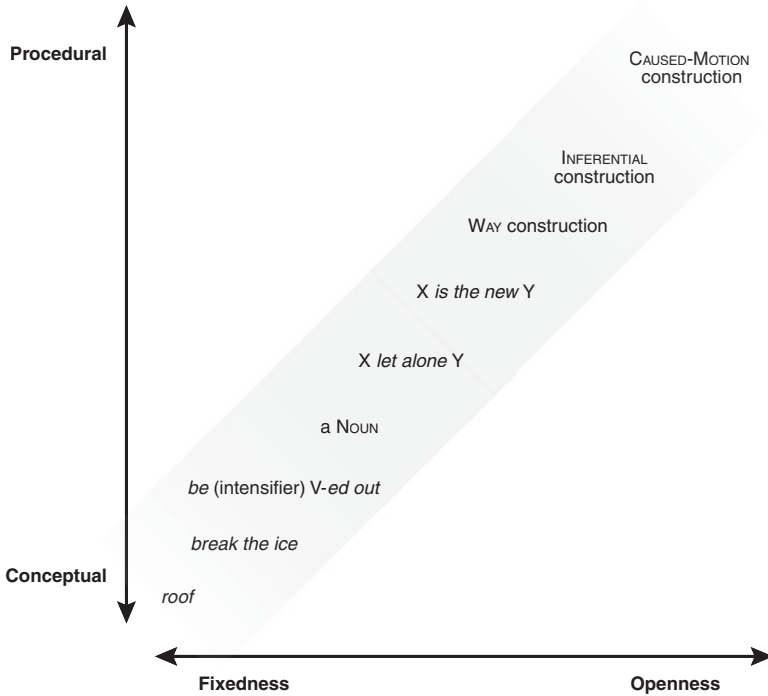 Procedural
CAUSED-MOTION
construction
INFERENTIAL
construction
WAY construction
X is the new Y
X let alone Y
a NOUN
be (intensifier) V-ed out
break the ice
Conceptual
roof
Fixedness
Openness